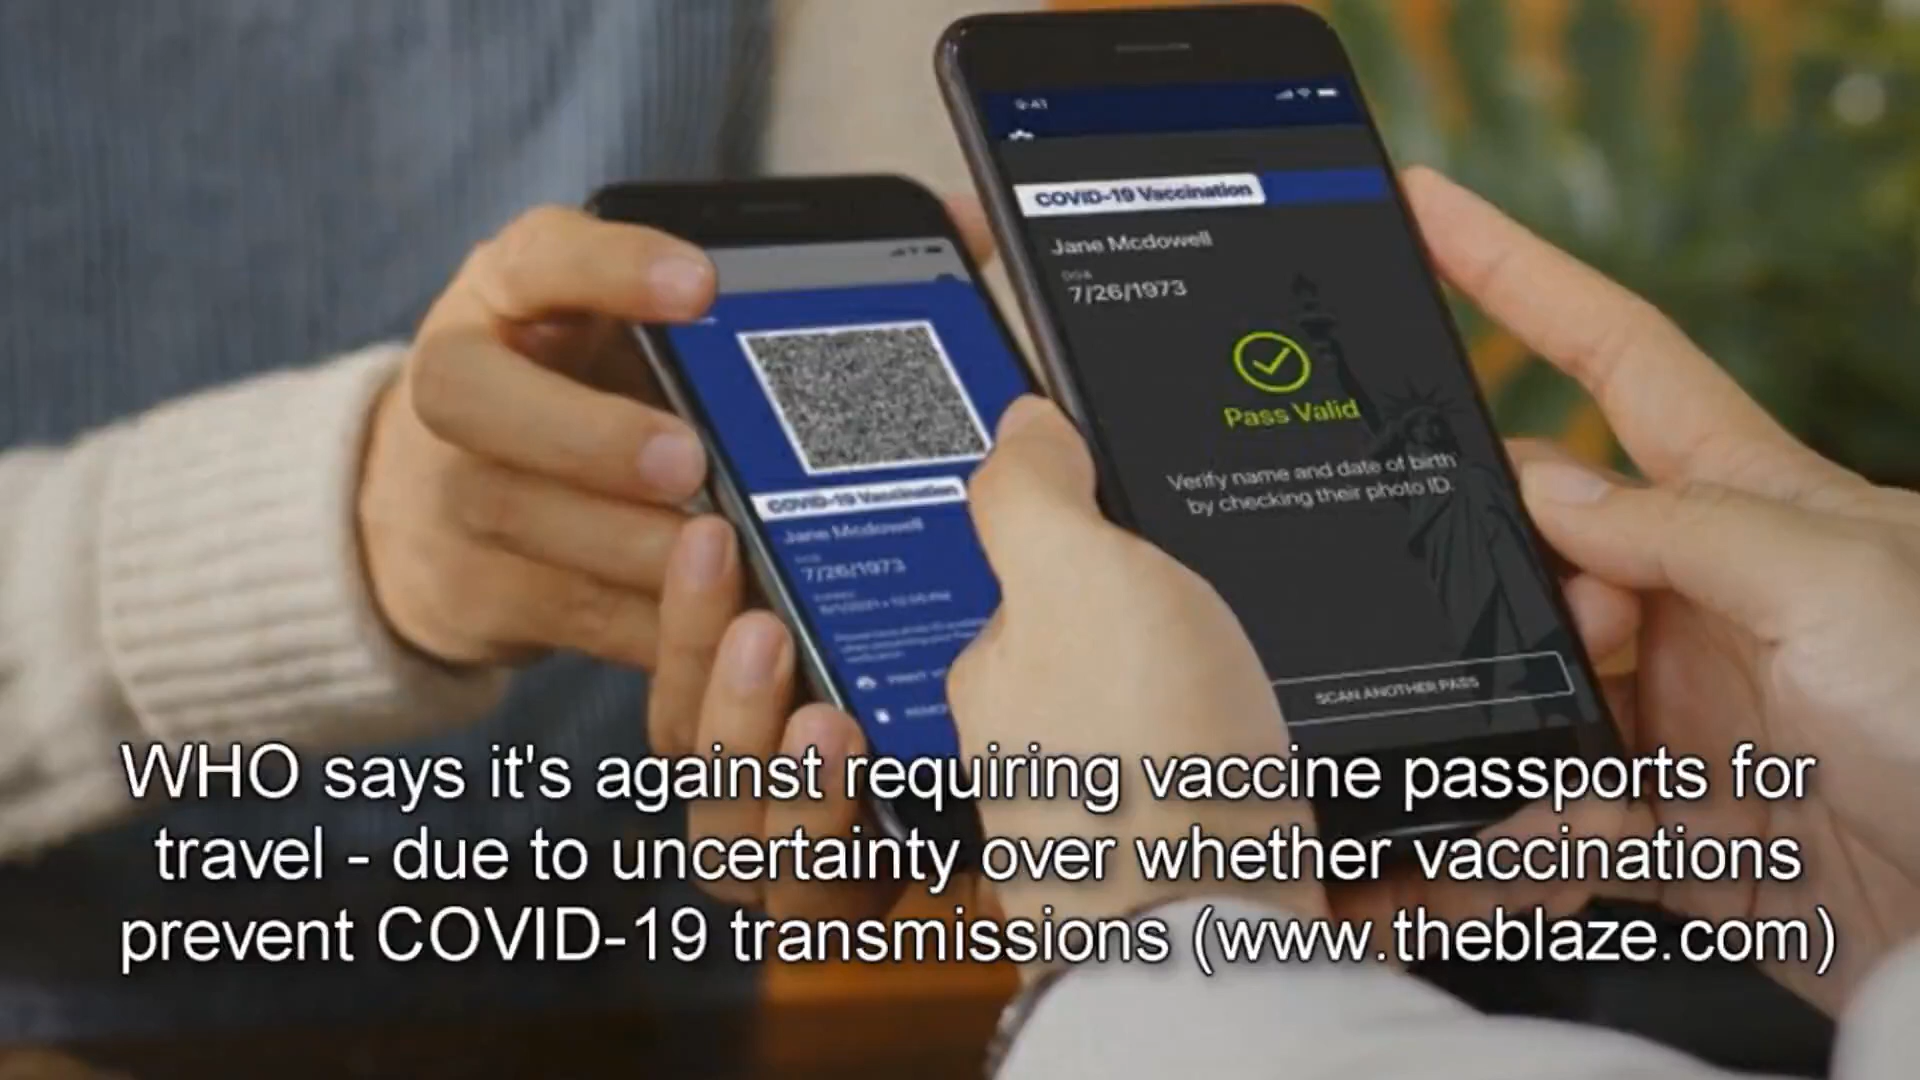 9:41
COVID-19 Vaccination
Jane Mcdowell
DOB
7/26/1973
Pass Valid
Verify name and date of birth
by checking their photo ID.
SCAN ANOTHER PASS
COVID-19 Vaccination
Jane Mcdowell
7/26/1973
WHO says it's against requiring vaccine passports for
travel - due to uncertainty over whether vaccinations
prevent COVID-19 transmissions (www.theblaze.com)